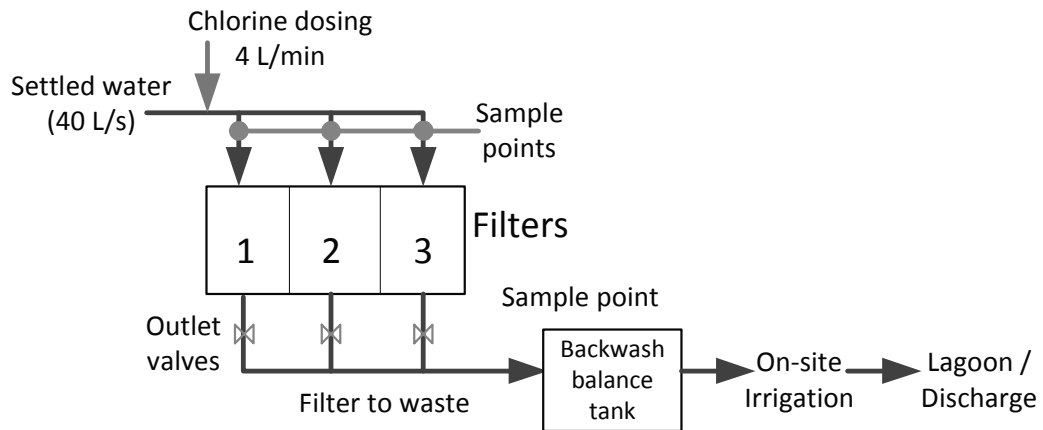 Chlorine dosing
4 L/min
Settled water
(40 L/s)
Sample
points
1
2
3
Filters
Outlet
valves
Filter to waste
Sample point
Backwash
balance
tank
On-site
Irrigation
Lagoon /
Discharge